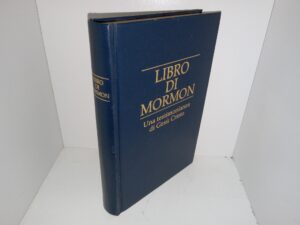 LIBRO
DI
MORMON
LIBRO
DI
MORMON
Una testimonianza
di Gesù Cristo